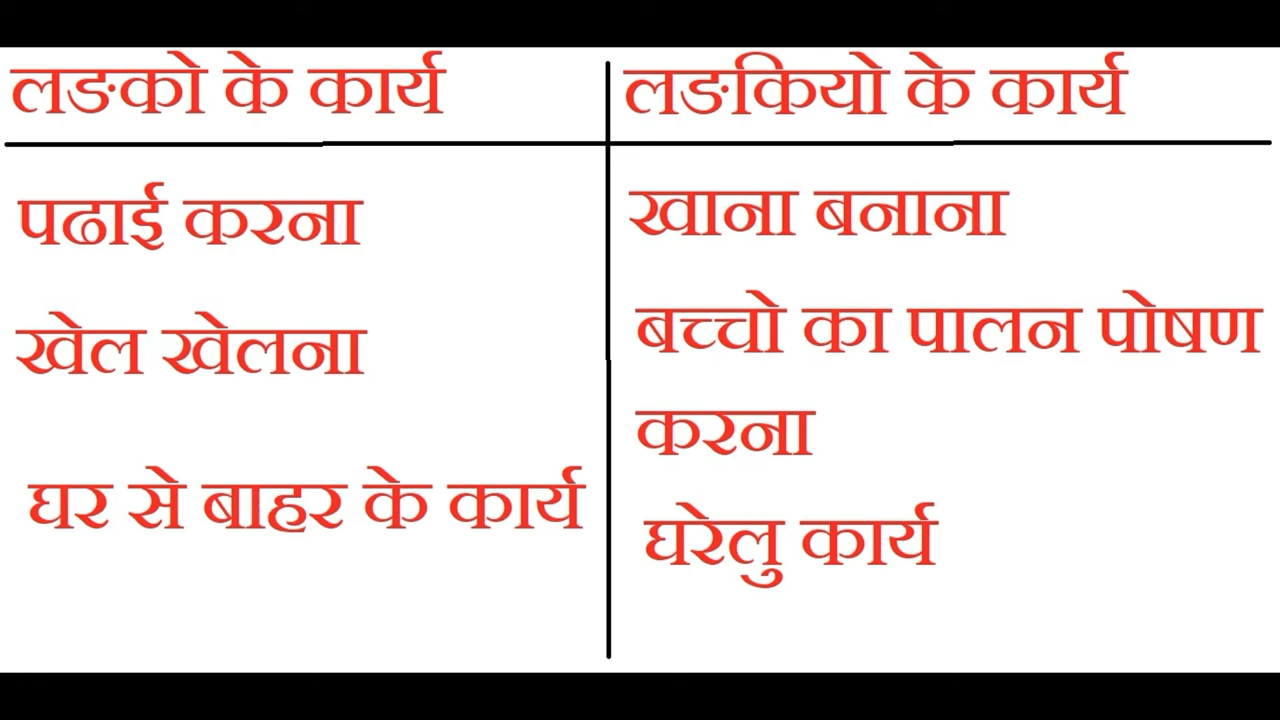 लङको के कार्य
लङकियो के कार्य
पढाई करना
खेल खेलना
घर से बाहर के कार्य
खाना बनाना
बच्चो का पालन पोषण
करना
घरेलु कार्य